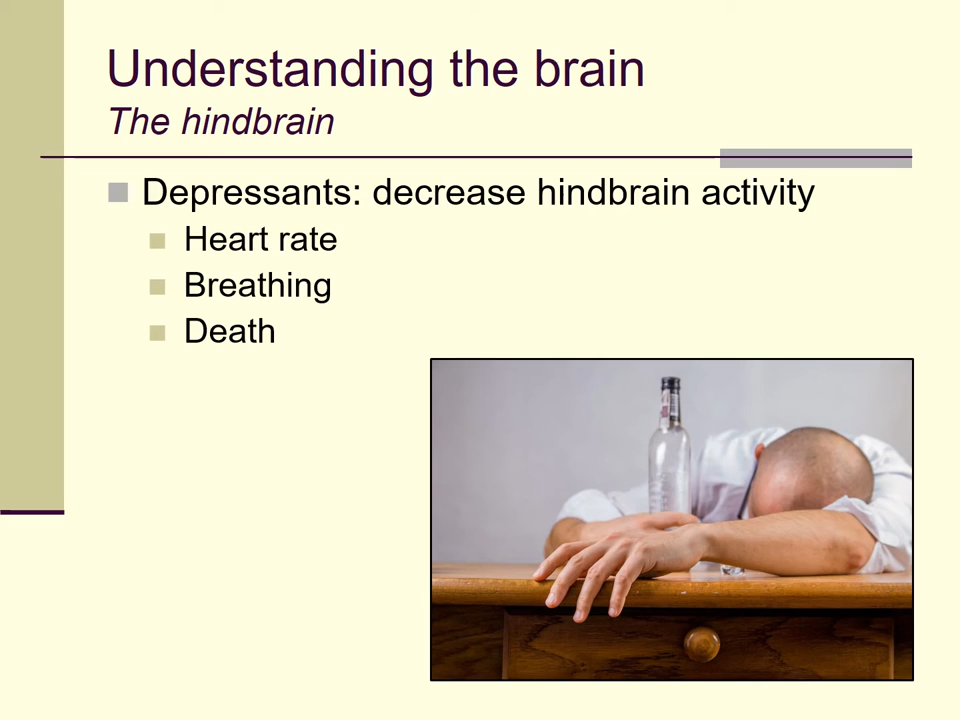 Understanding the brain
The hindbrain
Depressants: decrease hindbrain activity
Heart rate
Breathing
Death